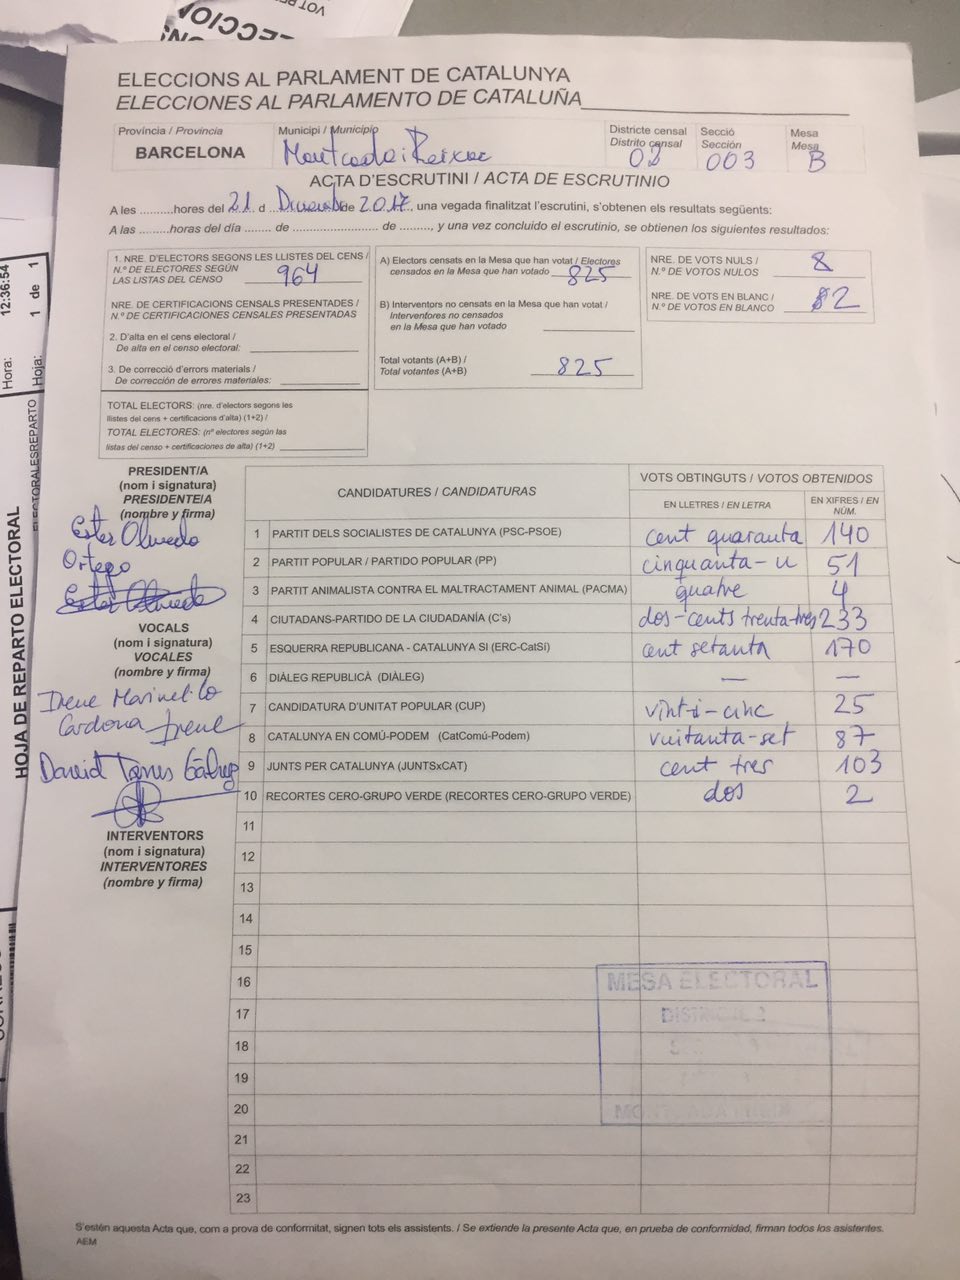 ELECCIONS AL PARLAMENT DE CATALUNYA
ELECCIONES AL PARLAMENTO DE CATALUÑA
Província / Provincia
BARCELONA
Municipi / Municipio
Montcada i Reixac
Districte censal
Distrito censal
02
Secció
Sección
003
Mesa
Mesa
B
ACTA D'ESCRUTINI / ACTA DE ESCRUTINIO
A les ..........hores del 21 d Desembre de 2017, una vegada finalitzat l'escrutini, s'obtenen els resultats següents:
A las .........horas del día ........ de ......................... de ........., y una vez concluido el escrutinio, se obtienen los siguientes resultados:
1. NRE. D'ELECTORS SEGONS LES LLISTES DEL CENS /
N.º DE ELECTORES SEGÚN
LAS LISTAS DEL CENSO 964
NRE. DE CERTIFICACIONS CENSALS PRESENTADES /
N.º DE CERTIFICACIONES CENSALES PRESENTADAS
2. D'alta en el cens electoral /
De alta en el censo electoral:
3. De correcció d'errors materials /
De corrección de errores materiales:
TOTAL ELECTORS: (nre. d'electors segons les
llistes del cens + certificacions d'alta) (1+2) /
TOTAL ELECTORES: (nº electores según las
listas del censo + certificaciones de alta) (1+2)
A) Electors censats en la Mesa que han votat / Electores
censados en la Mesa que han votado 825
B) Interventors no censats en la Mesa que han votat /
Interventores no censados
en la Mesa que han votado
Total votants (A+B) /
Total votantes (A+B) 825
NRE. DE VOTS NULS /
N.º DE VOTOS NULOS 8
NRE. DE VOTS EN BLANC /
N.º DE VOTOS EN BLANCO 2
PRESIDENT/A
(nom i signatura)
PRESIDENTE/A
(nombre y firma)
Ester Olmedo
Ortego
Ester Olmedo
VOCALS
(nom i signatura)
VOCALES
(nombre y firma)
Irene Marinel·lo
Cardona Irene
David
INTERVENTORS
(nom i signatura)
INTERVENTORES
(nombre y firma)
CANDIDATURES / CANDIDATURAS
VOTS OBTINGUTS / VOTOS OBTENIDOS
EN LLETRES / EN LETRA
EN XIFRES / EN
NÚM.
1 PARTIT DELS SOCIALISTES DE CATALUNYA (PSC-PSOE) cent quaranta 140
2 PARTIT POPULAR / PARTIDO POPULAR (PP) cinquanta-u 51
3 PARTIT ANIMALISTA CONTRA EL MALTRACTAMENT ANIMAL (PACMA) quatre 4
4 CIUTADANS-PARTIDO DE LA CIUDADANÍA (C's) dos-cents trenta-tres 233
5 ESQUERRA REPUBLICANA - CATALUNYA SI (ERC-CatSí) cent setanta 170
6 DIÀLEG REPUBLICÀ (DIÀLEG) — —
7 CANDIDATURA D'UNITAT POPULAR (CUP) vint-i-cinc 25
8 CATALUNYA EN COMÚ-PODEM (CatComú-Podem) vuitanta-set 87
9 JUNTS PER CATALUNYA (JUNTSxCAT) cent tres 103
10 RECORTES CERO-GRUPO VERDE (RECORTES CERO-GRUPO VERDE) dos 2
11
12
13
14
15
16
17
18
19
20
21
22
23
MESA ELECTORAL
DISTRICTE 2
S'estén aquesta Acta que, com a prova de conformitat, signen tots els assistents. / Se extiende la presente Acta que, en prueba de conformidad, firman todos los asistentes.
AEM
HOJA DE REPARTO ELECTORAL
Hora: 12:36:54
Hoja: 1 de 1